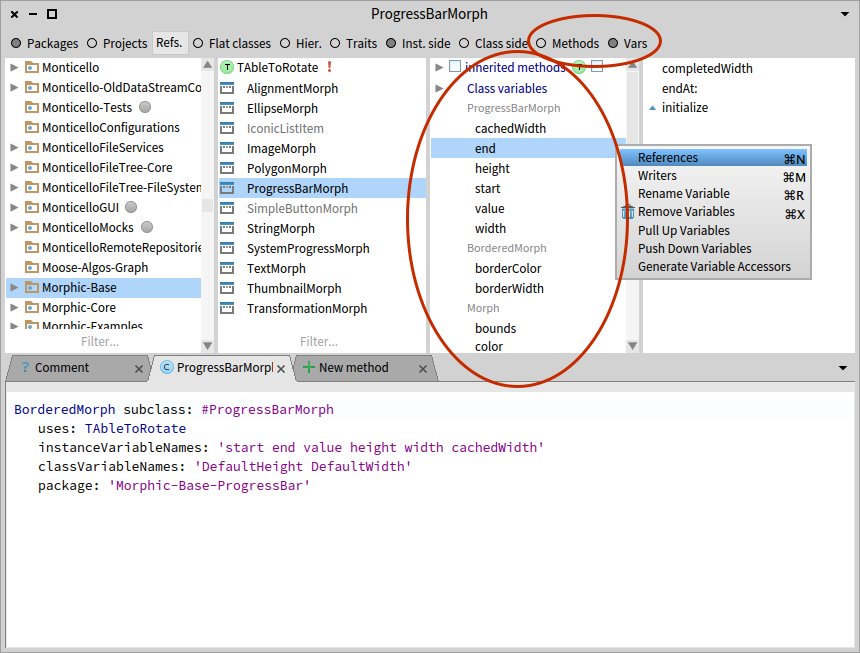 ProgressBarMorph
Packages Projects Refs. Flat classes Hier. Traits Inst. side Class side Methods Vars
Monticello
Monticello-OldDataStreamCo
Monticello-Tests
MonticelloConfigurations
MonticelloFileServices
MonticelloFileTree-Core
MonticelloFileTree-FileSystem
MonticelloGUI
MonticelloMocks
MonticelloRemoteRepositorie
Moose-Algos-Graph
Morphic-Base
Morphic-Core
Morphic-Examples
Filter...
T TAbleToRotate !
AlignmentMorph
EllipseMorph
IconicListItem
ImageMorph
PolygonMorph
ProgressBarMorph
SimpleButtonMorph
StringMorph
SystemProgressMorph
TextMorph
ThumbnailMorph
TransformationMorph
Filter...
inherited methods T
Class variables
ProgressBarMorph
cachedWidth
end
height
start
value
width
BorderedMorph
borderColor
borderWidth
Morph
bounds
color
completedWidth
endAt:
initialize
References ⌘N
Writers ⌘M
Rename Variable ⌘R
Remove Variables ⌘X
Pull Up Variables
Push Down Variables
Generate Variable Accessors
? Comment × C ProgressBarMorpl × + New method ×
BorderedMorph subclass: #ProgressBarMorph
uses: TAbleToRotate
instanceVariableNames: 'start end value height width cachedWidth'
classVariableNames: 'DefaultHeight DefaultWidth'
package: 'Morphic-Base-ProgressBar'